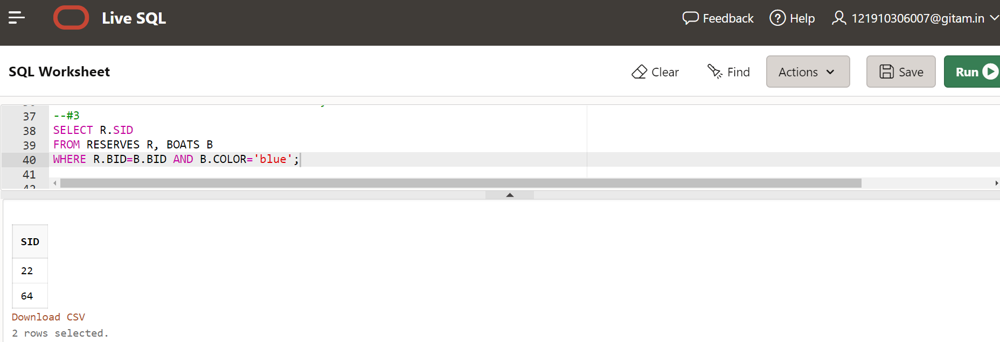 Live SQL
Feedback
Help
121910306007@gitam.in
SQL Worksheet
Clear
Find
Actions
Save
Run
37 --#3
38 SELECT R.SID
39 FROM RESERVES R, BOATS B
40 WHERE R.BID=B.BID AND B.COLOR='blue';
41
SID
22
64
Download CSV
2 rows selected.